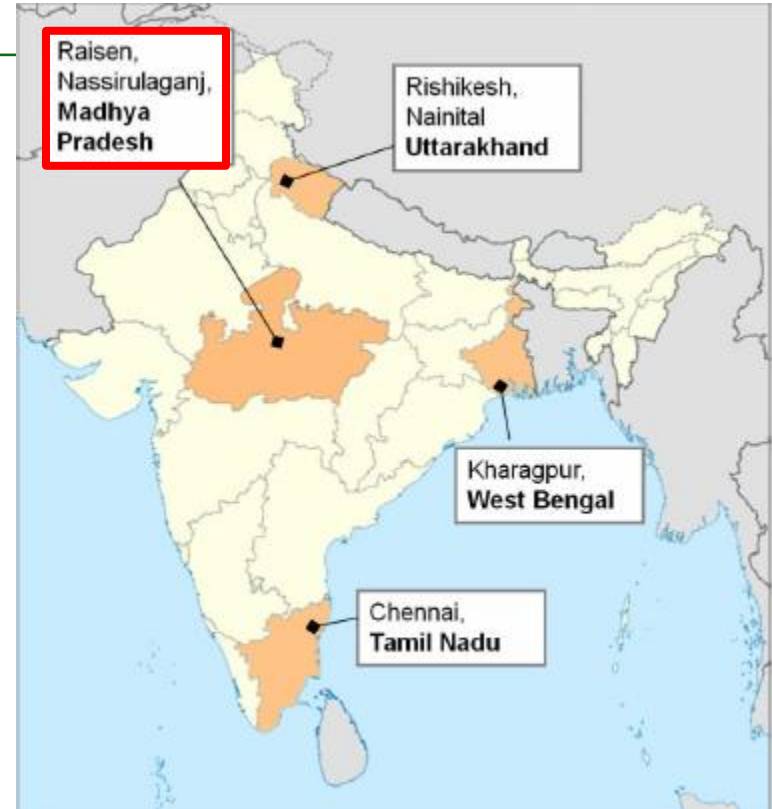 Raisen,
Nassirulaganj,
Madhya
Pradesh
Rishikesh,
Nainital
Uttarakhand
Kharagpur,
West Bengal
Chennai,
Tamil Nadu